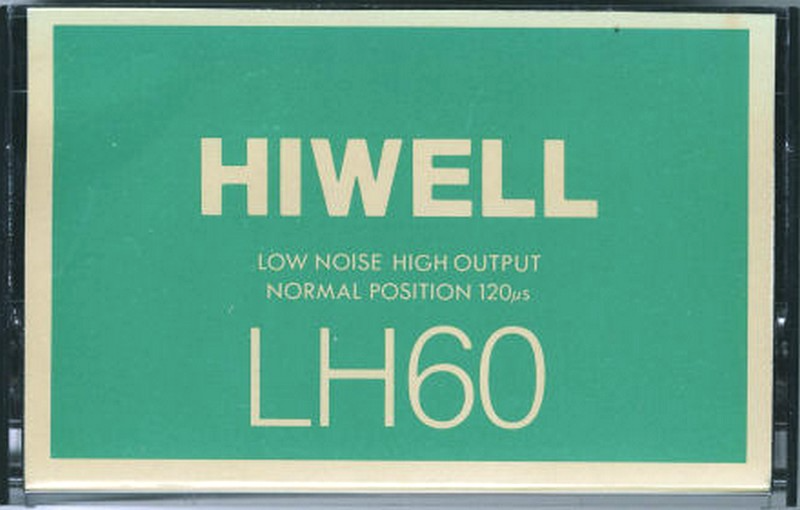 HIWELL
LOW NOISE HIGH OUTPUT
NORMAL POSITION 120μs
LH60